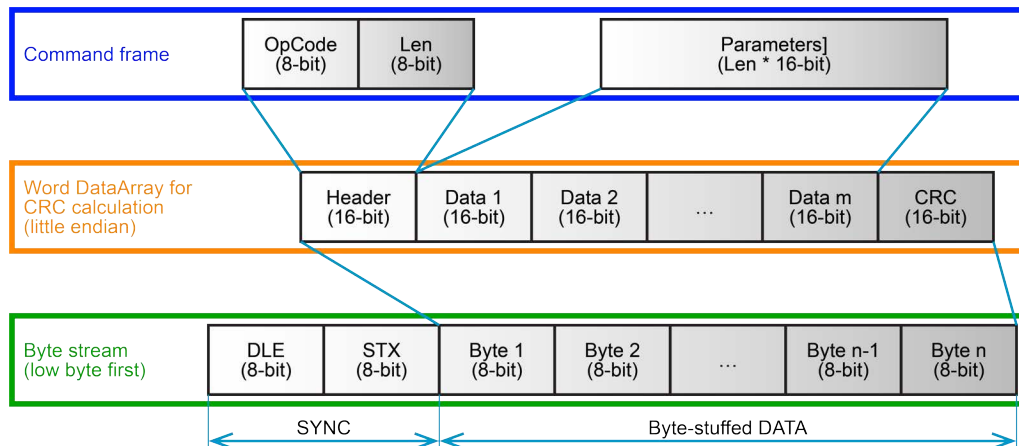 Command frame
OpCode
(8-bit)
Len
(8-bit)
Parameters]
(Len * 16-bit)
Word DataArray for
CRC calculation
(little endian)
Header
(16-bit)
Data 1
(16-bit)
Data 2
(16-bit)
...
Data m
(16-bit)
CRC
(16-bit)
Byte stream
(low byte first)
DLE
(8-bit)
STX
(8-bit)
Byte 1
(8-bit)
Byte 2
(8-bit)
...
Byte n-1
(8-bit)
Byte n
(8-bit)
SYNC
Byte-stuffed DATA